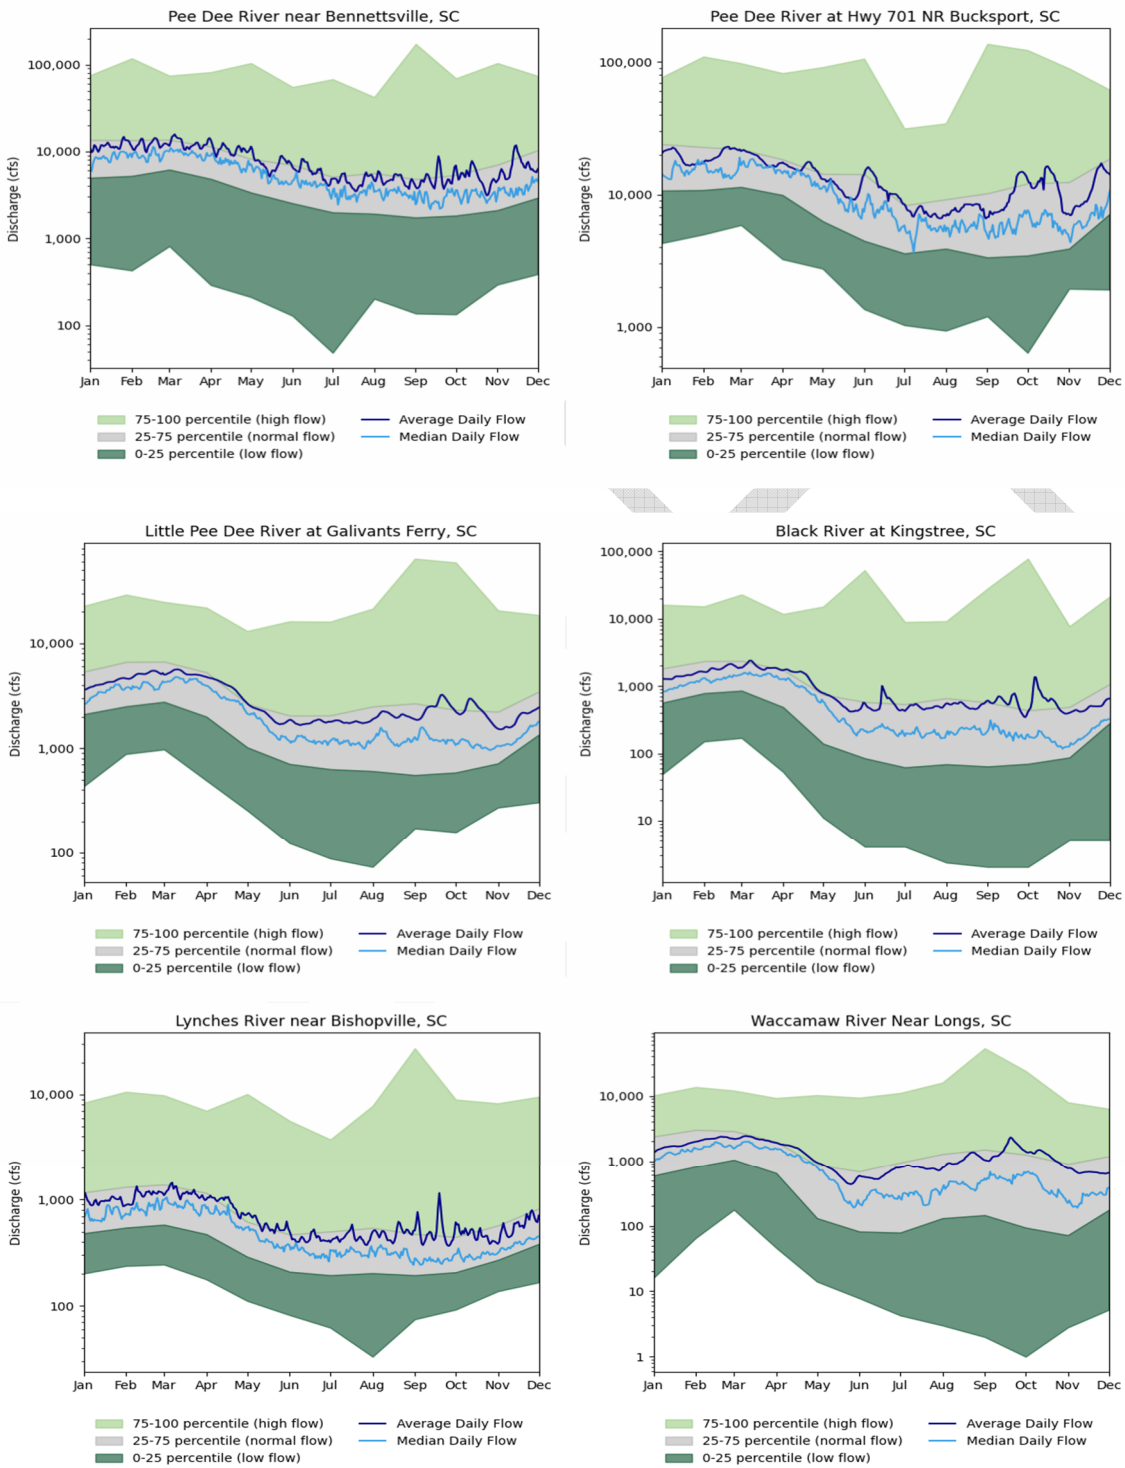 Pee Dee River near Bennettsville, SC
Discharge (cfs)
100,000
10,000
1,000
100
Jan Feb Mar Apr May Jun Jul Aug Sep Oct Nov Dec
75-100 percentile (high flow)
25-75 percentile (normal flow)
0-25 percentile (low flow)
Average Daily Flow
Median Daily Flow
Pee Dee River at Hwy 701 NR Bucksport, SC
Discharge (cfs)
100,000
10,000
1,000
Jan Feb Mar Apr May Jun Jul Aug Sep Oct Nov Dec
75-100 percentile (high flow)
25-75 percentile (normal flow)
0-25 percentile (low flow)
Average Daily Flow
Median Daily Flow
Little Pee Dee River at Galivants Ferry, SC
Discharge (cfs)
10,000
1,000
100
Jan Feb Mar Apr May Jun Jul Aug Sep Oct Nov Dec
75-100 percentile (high flow)
25-75 percentile (normal flow)
0-25 percentile (low flow)
Average Daily Flow
Median Daily Flow
Black River at Kingstree, SC
Discharge (cfs)
100,000
10,000
1,000
100
10
Jan Feb Mar Apr May Jun Jul Aug Sep Oct Nov Dec
75-100 percentile (high flow)
25-75 percentile (normal flow)
0-25 percentile (low flow)
Average Daily Flow
Median Daily Flow
Lynches River near Bishopville, SC
Discharge (cfs)
10,000
1,000
100
Jan Feb Mar Apr May Jun Jul Aug Sep Oct Nov Dec
75-100 percentile (high flow)
25-75 percentile (normal flow)
0-25 percentile (low flow)
Average Daily Flow
Median Daily Flow
Waccamaw River Near Longs, SC
Discharge (cfs)
10,000
1,000
100
10
1
Jan Feb Mar Apr May Jun Jul Aug Sep Oct Nov Dec
75-100 percentile (high flow)
25-75 percentile (normal flow)
0-25 percentile (low flow)
Average Daily Flow
Median Daily Flow